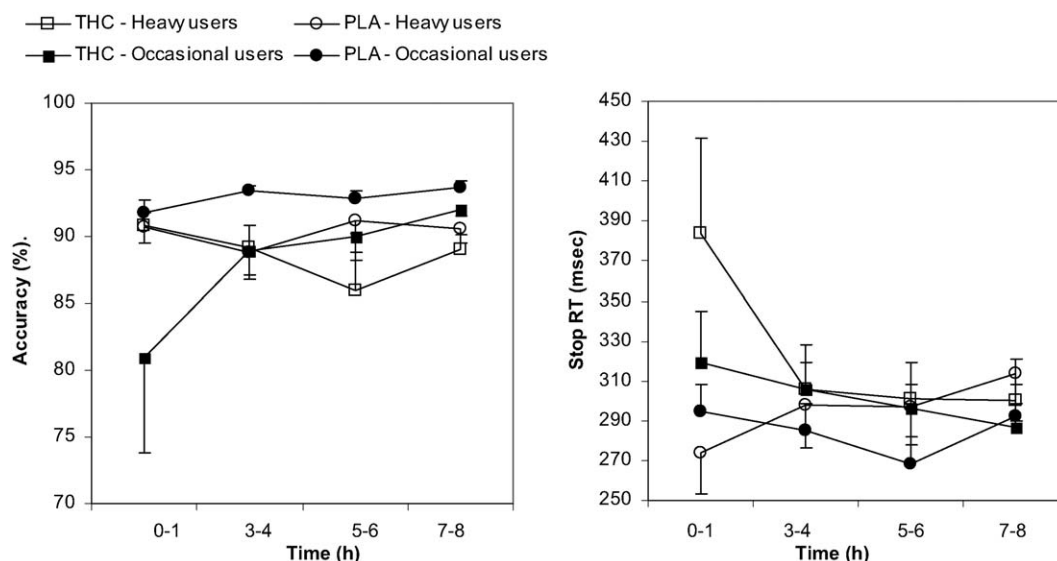 THC - Heavy users PLA - Heavy users
THC - Occasional users PLA - Occasional users
100
95
90
85
80
75
70
Accuracy (%).
0-1 3-4 5-6 7-8
Time (h)
450
430
410
390
370
350
330
310
290
270
250
Stop RT (msec)
0-1 3-4 5-6 7-8
Time (h)